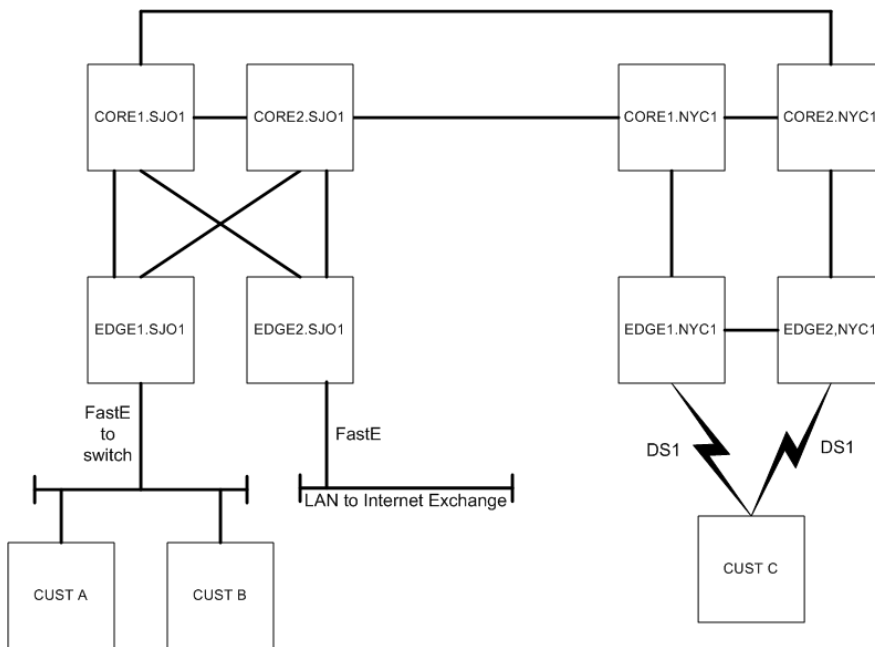 CORE1.SJO1
CORE2.SJO1
CORE1.NYC1
CORE2.NYC1
EDGE1.SJO1
EDGE2.SJO1
EDGE1.NYC1
EDGE2,NYC1
FastE
to
switch
FastE
DS1
DS1
LAN to Internet Exchange
CUST A
CUST B
CUST C